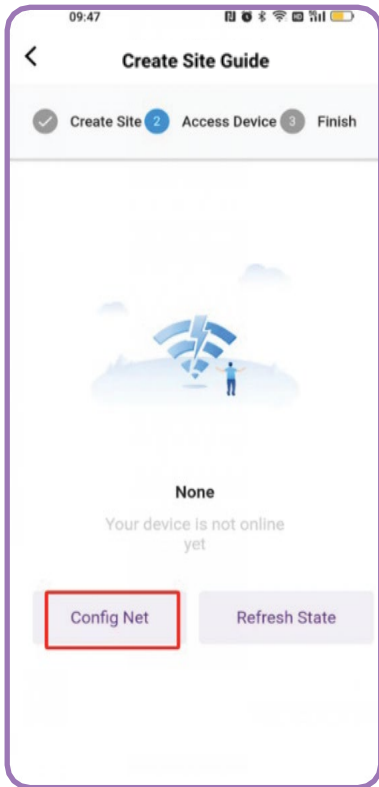 09:47
Create Site Guide
Create Site 2 Access Device 3 Finish
None
Your device is not online
yet
Config Net Refresh State